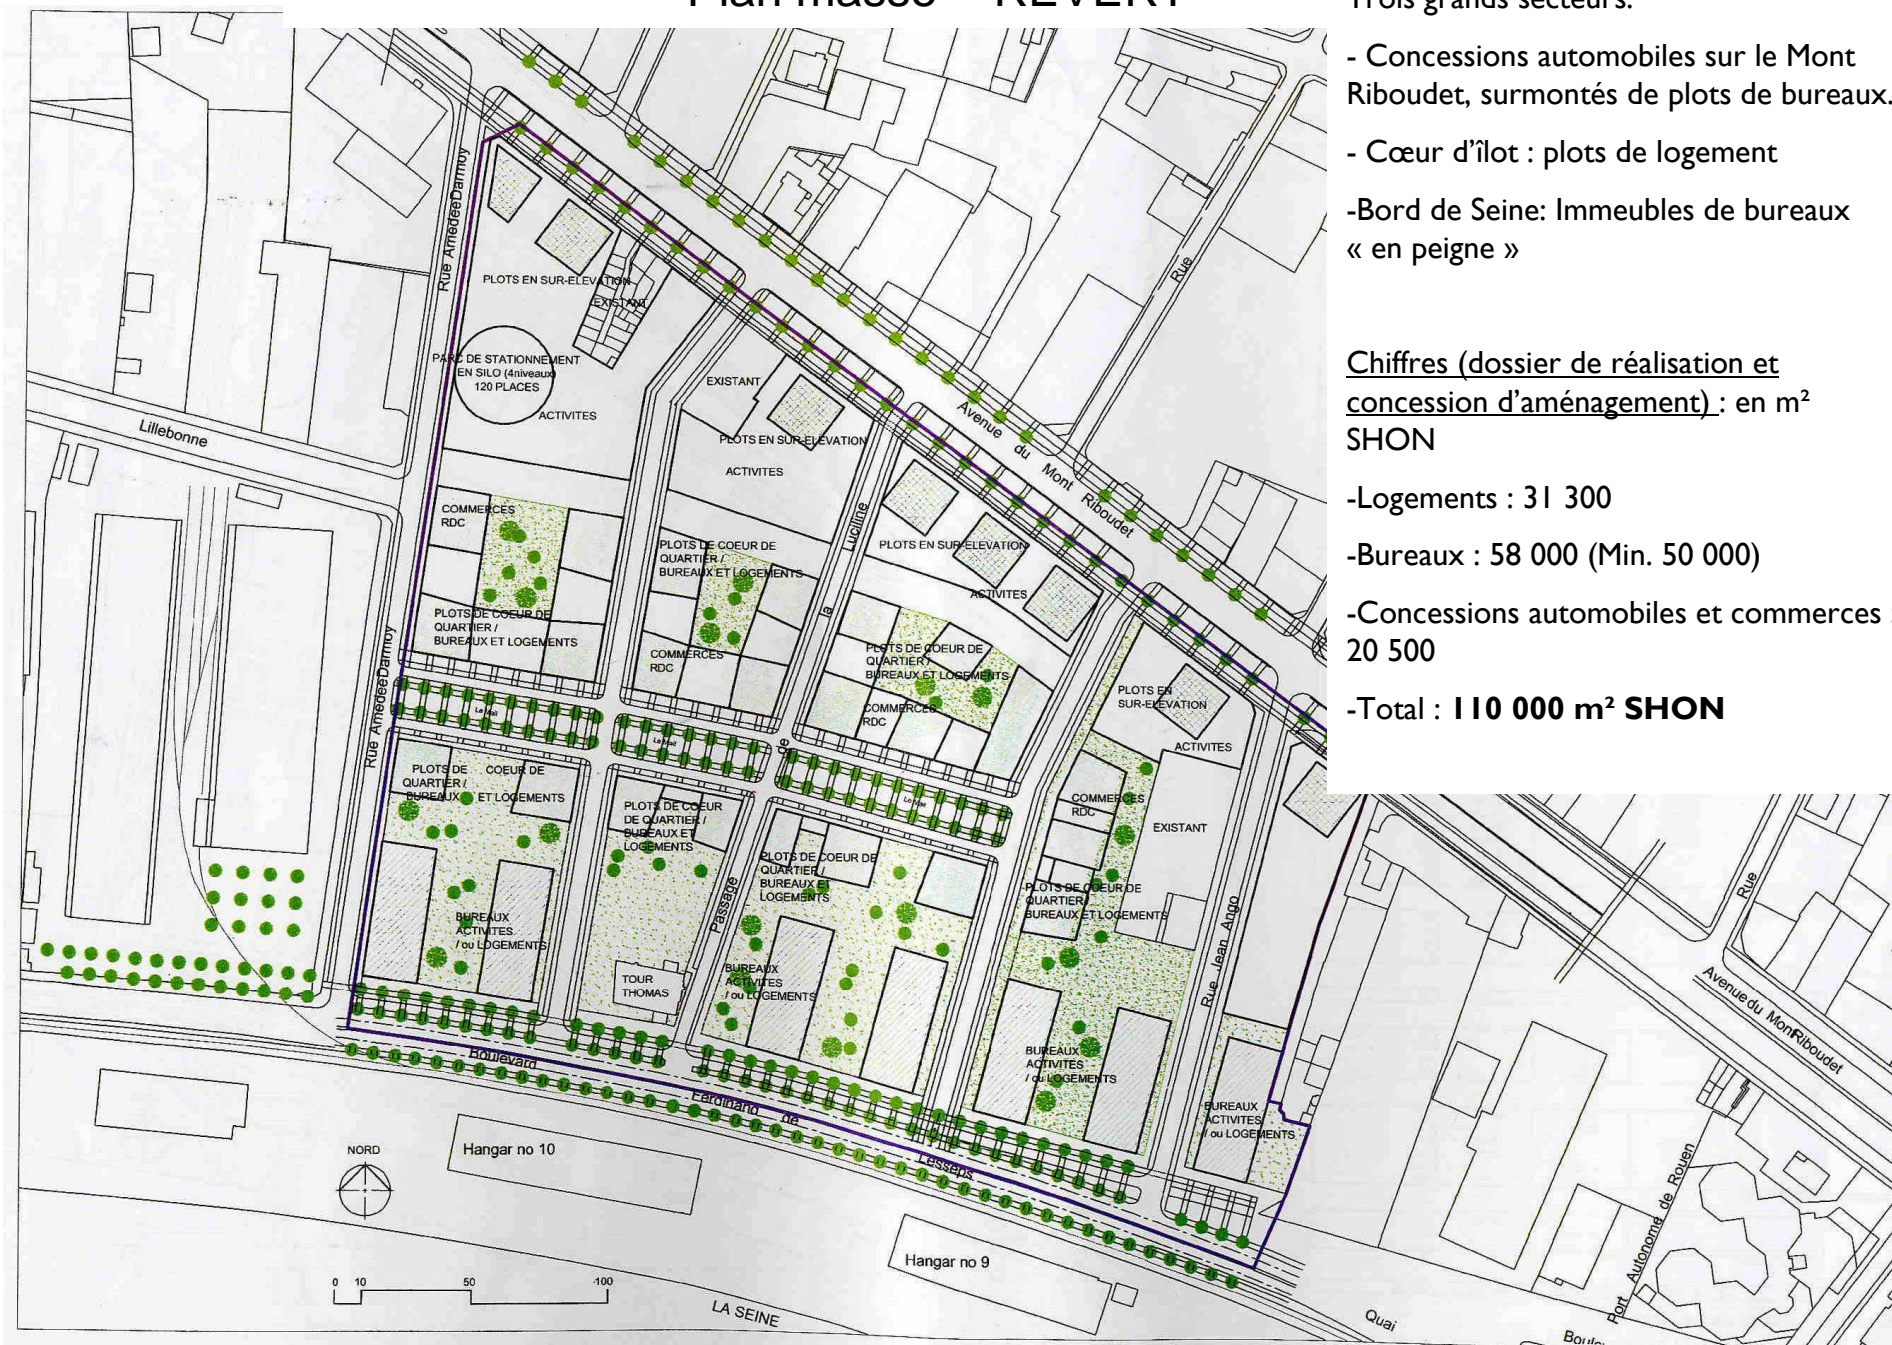 Plan masse – REVERT
Trois grands secteurs:
- Concessions automobiles sur le Mont
Riboudet, surmontés de plots de bureaux.
- Cœur d’îlot : plots de logement
-Bord de Seine: Immeubles de bureaux
« en peigne »
Chiffres (dossier de réalisation et
concession d’aménagement) : en m²
SHON
-Logements : 31 300
-Bureaux : 58 000 (Min. 50 000)
-Concessions automobiles et commerces :
20 500
-Total : 110 000 m² SHON
Rue AmedeeDarmoy
PLOTS EN SUR-ELEVATION
EXISTANT
PARC DE STATIONNEMENT
EN SILO (4niveaux)
120 PLACES
ACTIVITES
Lillebonne
EXISTANT
PLOTS EN SUR-ELEVATION
ACTIVITES
Avenue du Mont Riboudet
Rue
COMMERCES
RDC
PLOTS DE COEUR DE
QUARTIER /
BUREAUX ET LOGEMENTS
PLOTS DE COEUR DE
QUARTIER /
BUREAUX ET LOGEMENTS
COMMERCES
RDC
Passage de la Luciline
PLOTS EN SUR-ELEVATION
ACTIVITES
PLOTS DE COEUR DE
QUARTIER /
BUREAUX ET LOGEMENTS
COMMERCES
RDC
PLOTS EN
SUR-ELEVATION
ACTIVITES
Rue AmedeeDarmoy
Le Mail
Le Mail
Le Mail
PLOTS DE COEUR DE
QUARTIER /
BUREAUX ET LOGEMENTS
PLOTS DE COEUR
DE QUARTIER /
BUREAUX ET
LOGEMENTS
PLOTS DE COEUR DE
QUARTIER /
BUREAUX ET
LOGEMENTS
COMMERCES
RDC
EXISTANT
PLOTS DE COEUR DE
QUARTIER /
BUREAUX ET LOGEMENTS
Rue Jean Ango
Rue
BUREAUX
ACTIVITES
/ ou LOGEMENTS
TOUR
THOMAS
BUREAUX
ACTIVITES
/ ou LOGEMENTS
BUREAUX
ACTIVITES
/ ou LOGEMENTS
BUREAUX
ACTIVITES
/ ou LOGEMENTS
Avenue du Mont Riboudet
Boulevard Ferdinand de Lesseps
NORD
Hangar no 10
Hangar no 9
0 10 50 100
LA SEINE
Quai
Port Autonome de Rouen